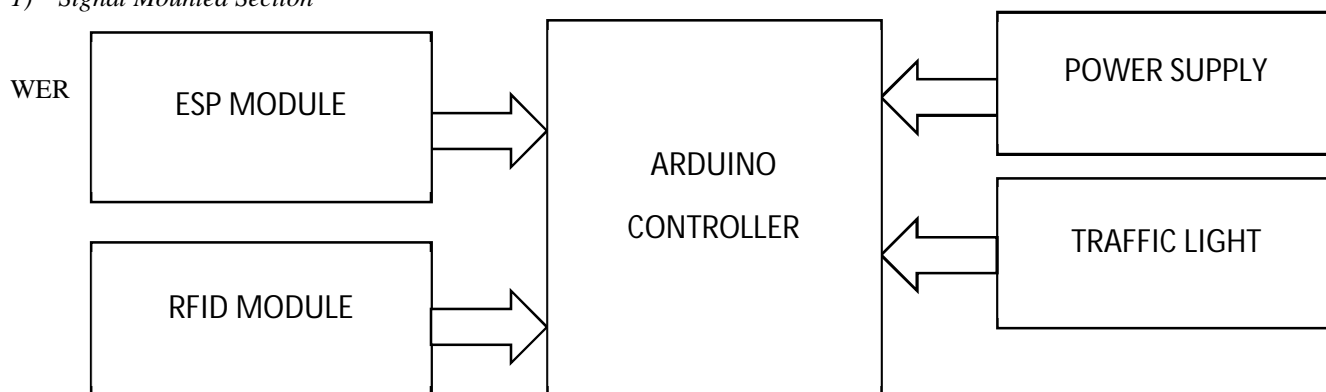 1) Signal Mounted Section
WER
ESP MODULE
POWER SUPPLY
ARDUINO
CONTROLLER
TRAFFIC LIGHT
RFID MODULE